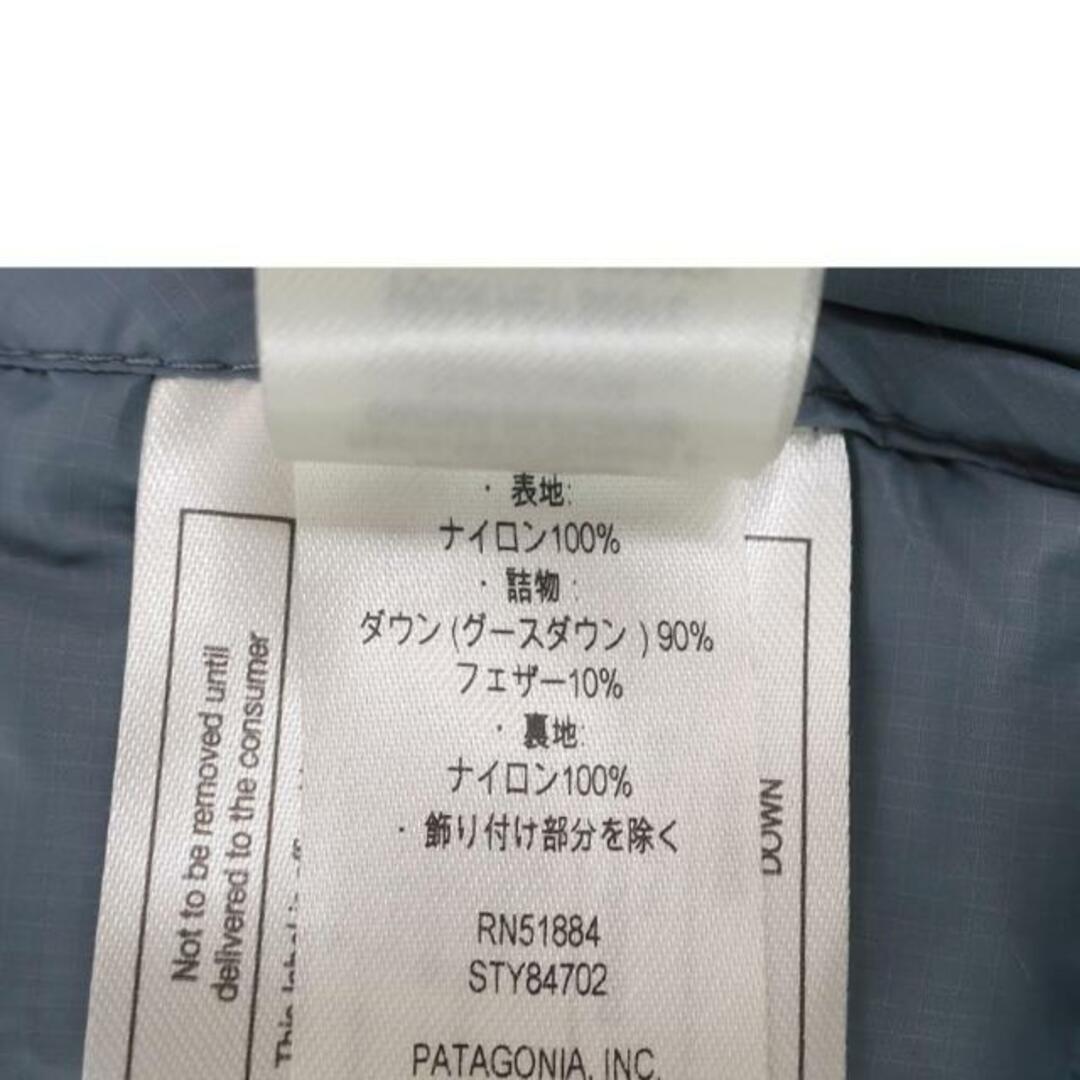 ・表地:
ナイロン100%
・詰物:
ダウン(グースダウン)90%
フェザー10%
・裏地:
ナイロン100%
・飾り付け部分を除く
RN51884
STY84702
PATAGONIA, INC.
Not to be removed until
delivered to the consumer
This label is
DOWN